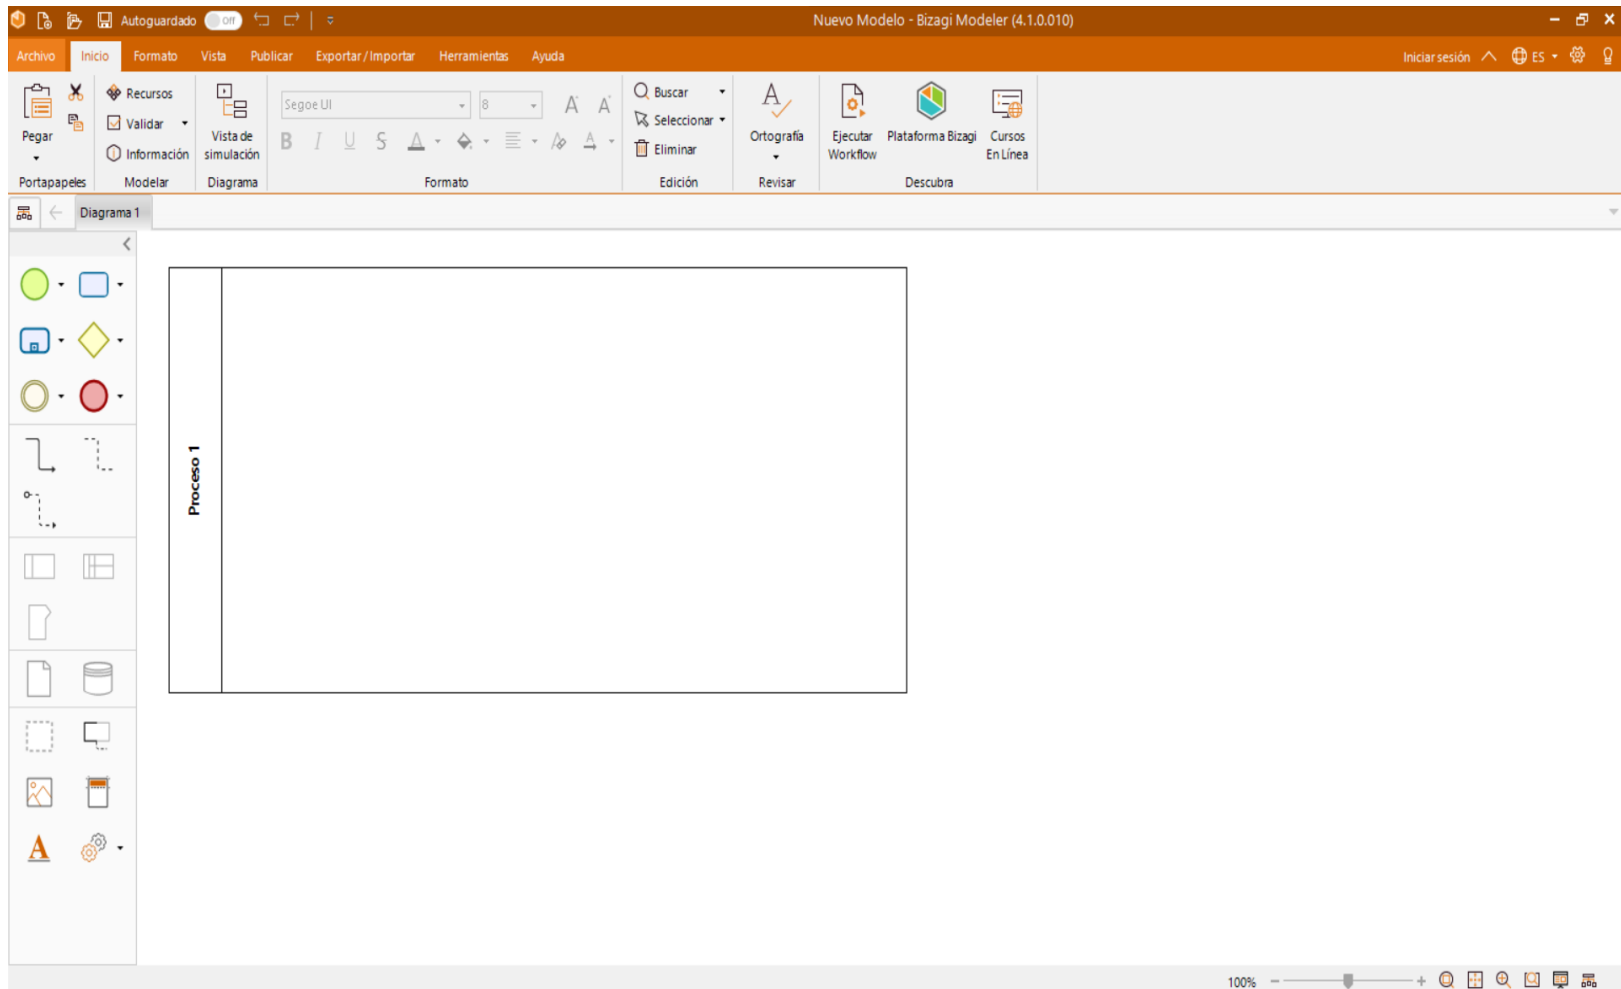 Autoguardado Off Nuevo Modelo - Bizagi Modeler (4.1.0.010)
Archivo Inicio Formato Vista Publicar Exportar/Importar Herramientas Ayuda Iniciar sesión ES
Pegar
Portapapeles
Recursos
Validar
Información
Modelar
Vista de
simulación
Diagrama
Segoe UI 8 A A
B I U S A A
Formato
Buscar
Seleccionar
Eliminar
Edición
A
Ortografía
Revisar
Ejecutar
Workflow
Plataforma Bizagi
Cursos
En Línea
Descubra
Diagrama 1
Proceso 1
A
100%